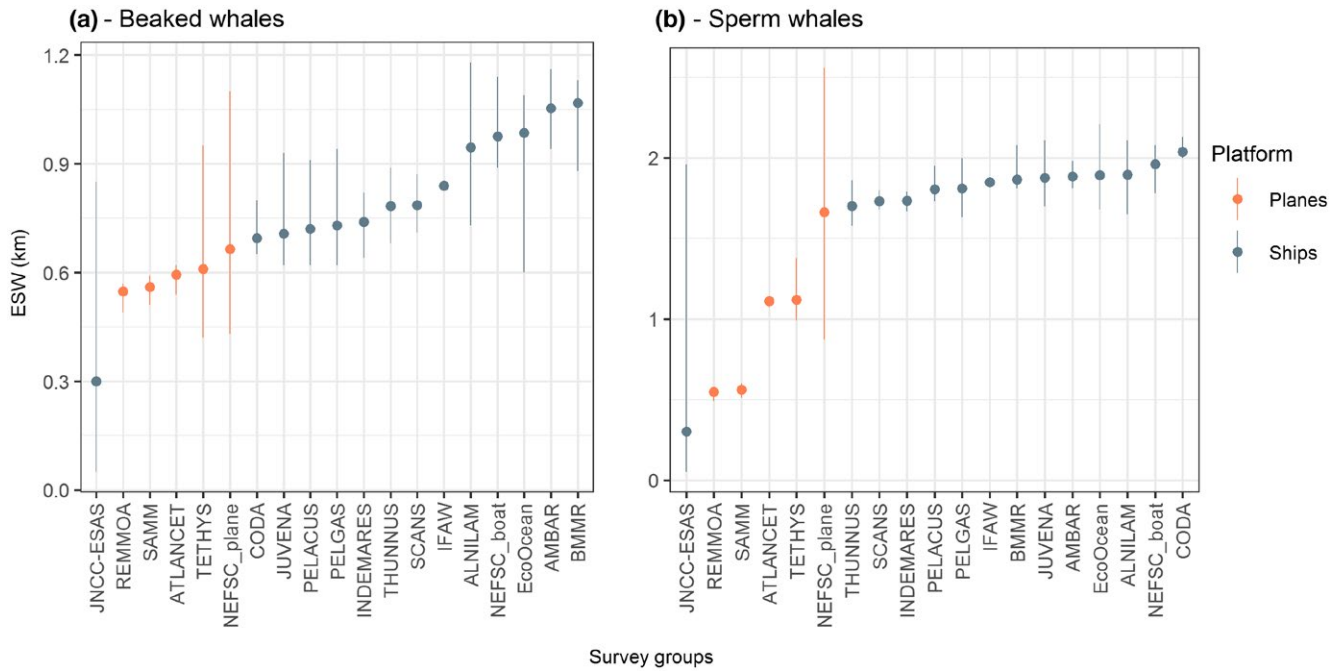 (a) - Beaked whales
(b) - Sperm whales
ESW (km)
1.2
0.9
0.6
0.3
0.0
2
1
0
JNCC-ESAS
REMMOA
SAMM
ATLANCET
TETHYS
NEFSC_plane
CODA
JUVENA
PELACUS
PELGAS
INDEMARES
THUNNUS
SCANS
IFAW
ALNILAM
NEFSC_boat
EcoOcean
AMBAR
BMMR
JNCC-ESAS
REMMOA
SAMM
ATLANCET
TETHYS
NEFSC_plane
THUNNUS
SCANS
INDEMARES
PELACUS
PELGAS
IFAW
BMMR
JUVENA
AMBAR
EcoOcean
ALNILAM
NEFSC_boat
CODA
Survey groups
Platform
Planes
Ships